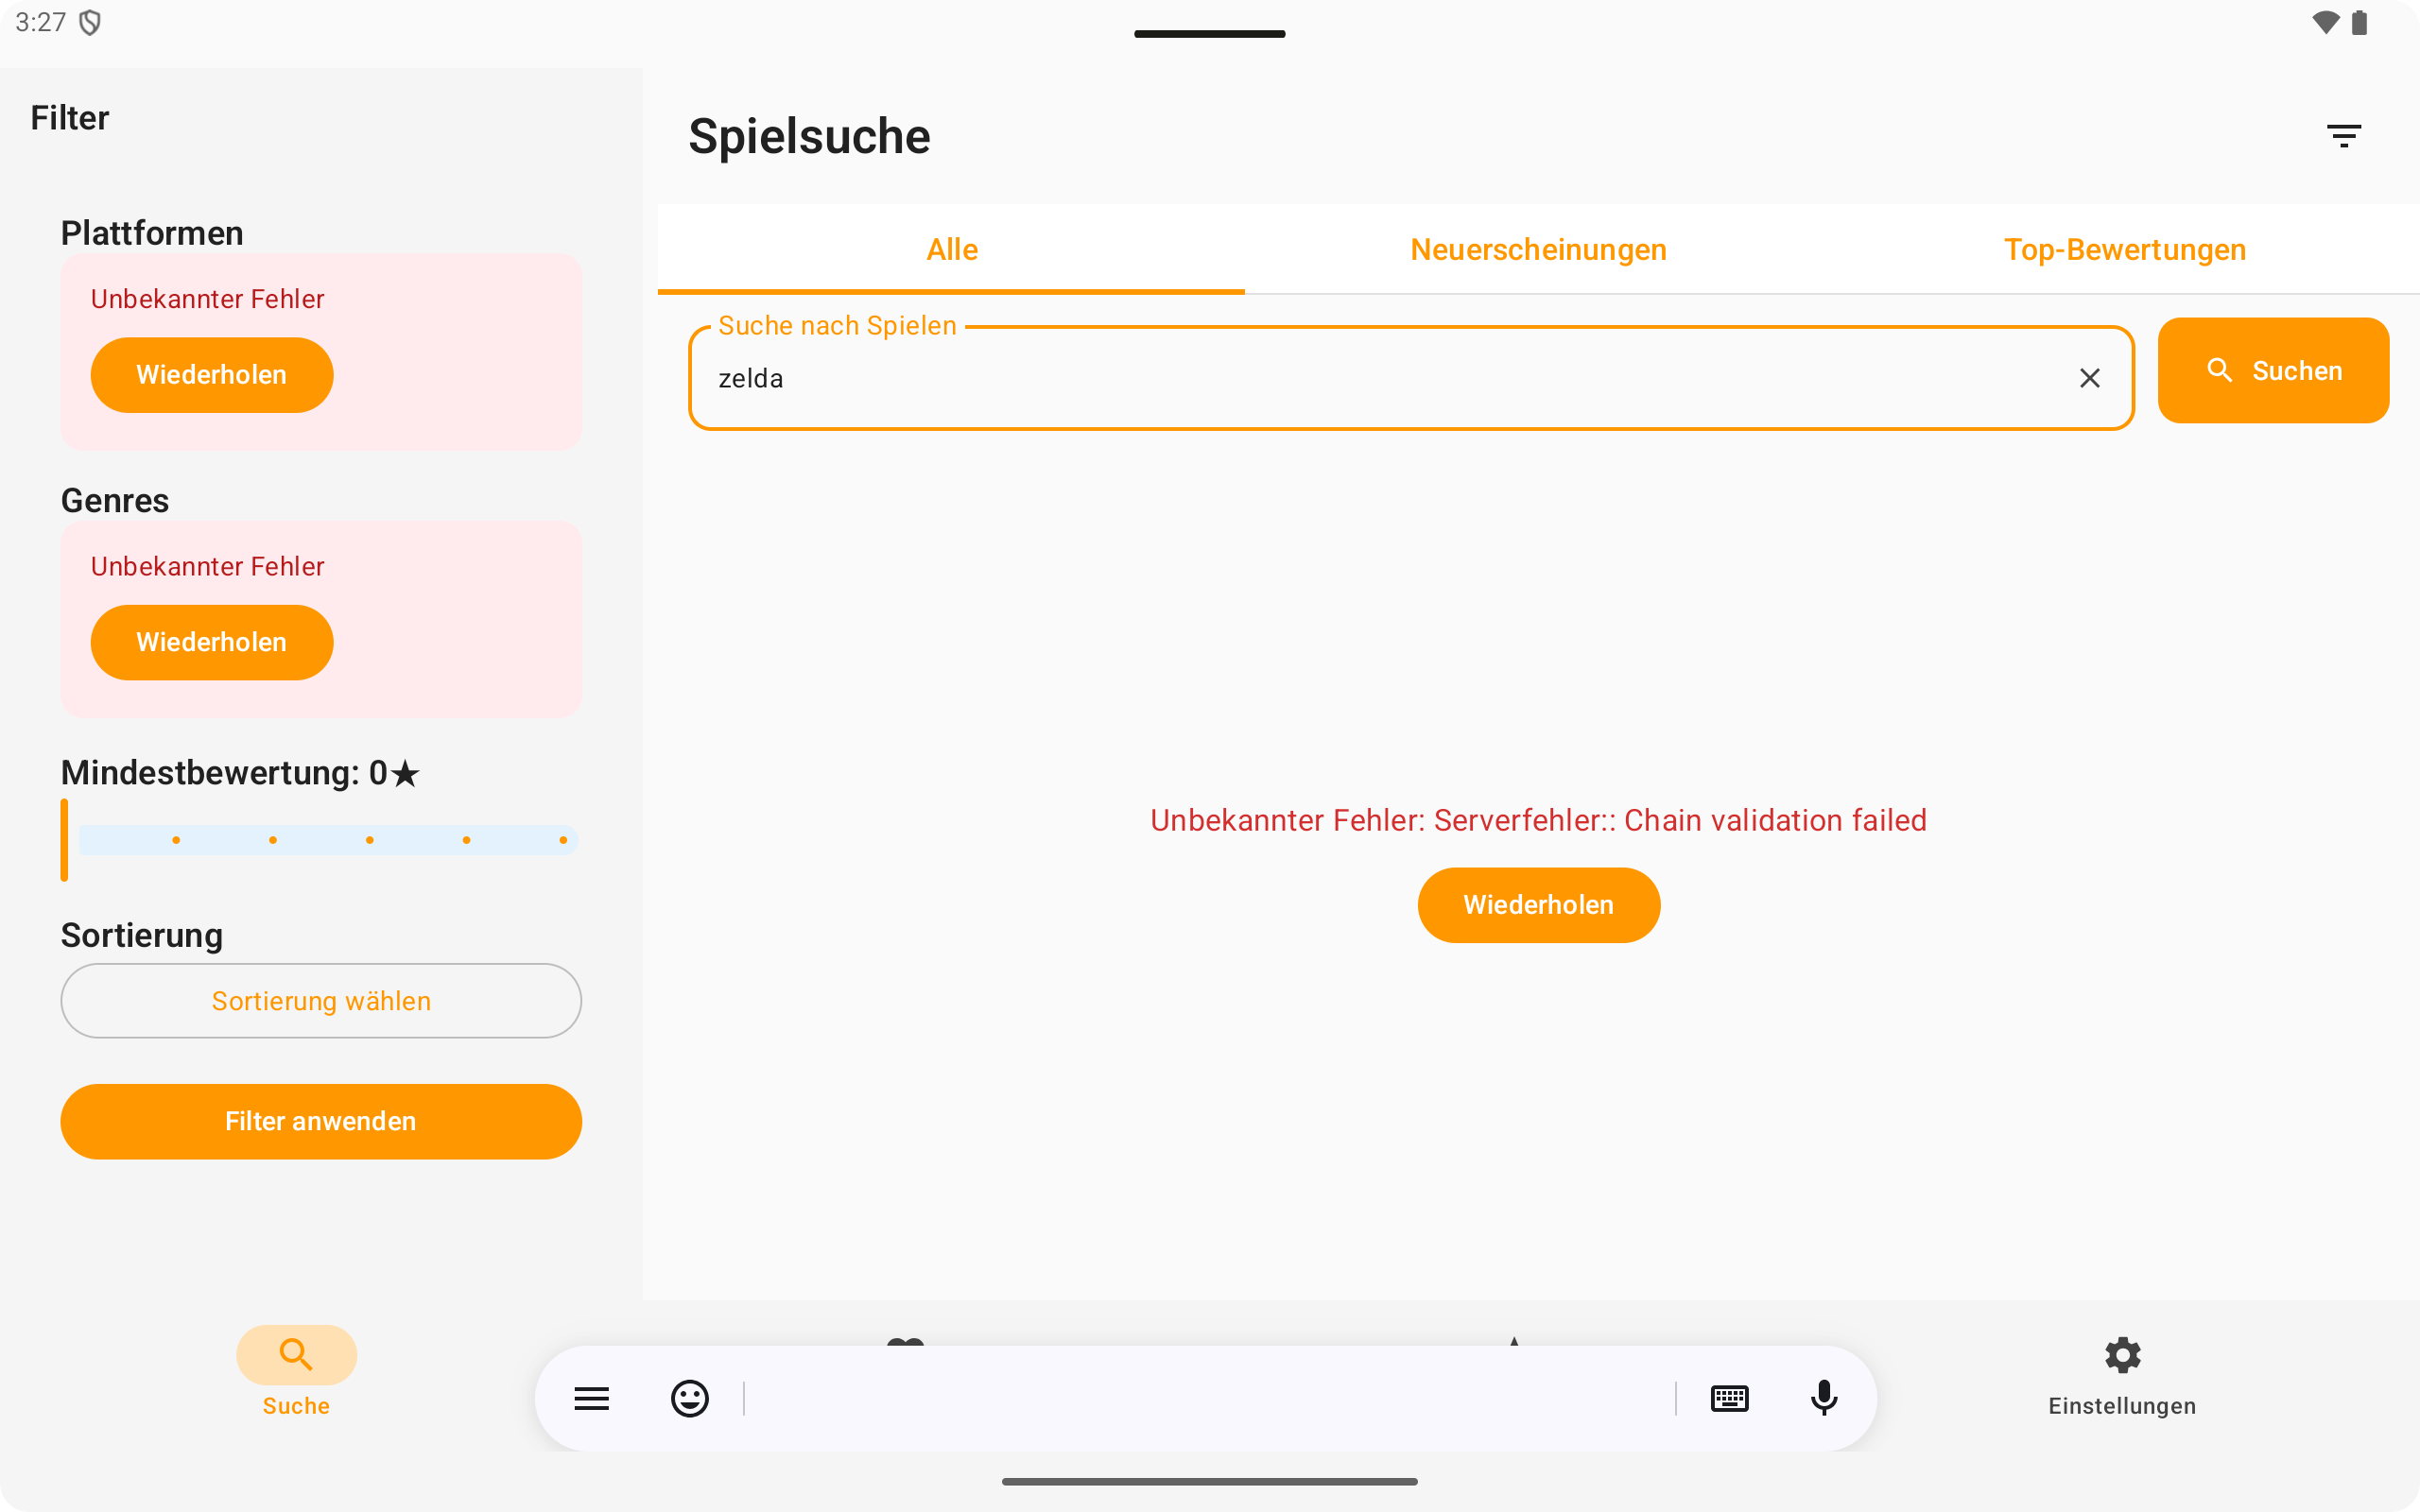 3:27
Filter
Plattformen
Unbekannter Fehler
Wiederholen
Genres
Unbekannter Fehler
Wiederholen
Mindestbewertung: 0★
Sortierung
Sortierung wählen
Filter anwenden
Spielsuche
Alle
Neuerscheinungen
Top-Bewertungen
Suche nach Spielen
zelda
Suchen
Unbekannter Fehler: Serverfehler:: Chain validation failed
Wiederholen
Suche
Einstellungen